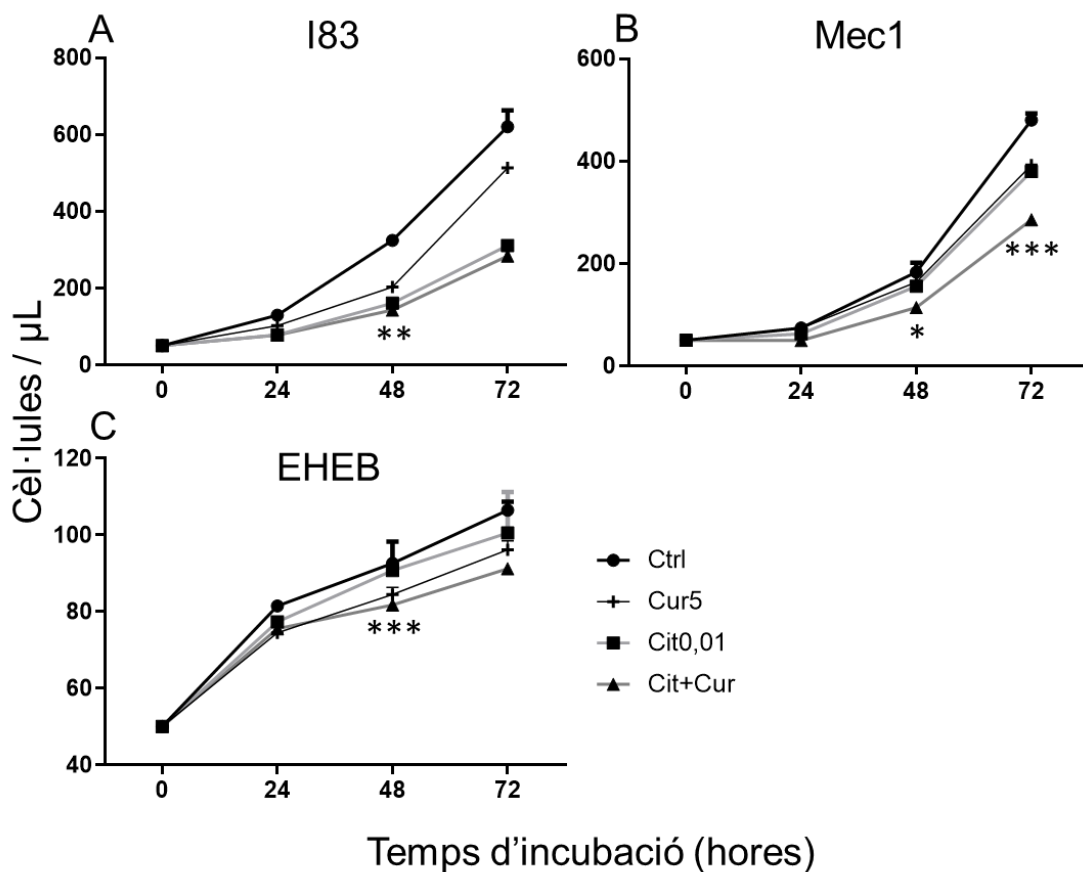 A
I83
800
600
400
200
0
**
0 24 48 72
B
Mec1
600
400
200
0
*
***
0 24 48 72
C
EHEB
120
100
80
60
40
***
0 24 48 72
Cèl·lules / µL
Ctrl
Cur5
Cit0,01
Cit+Cur
Temps d’incubació (hores)